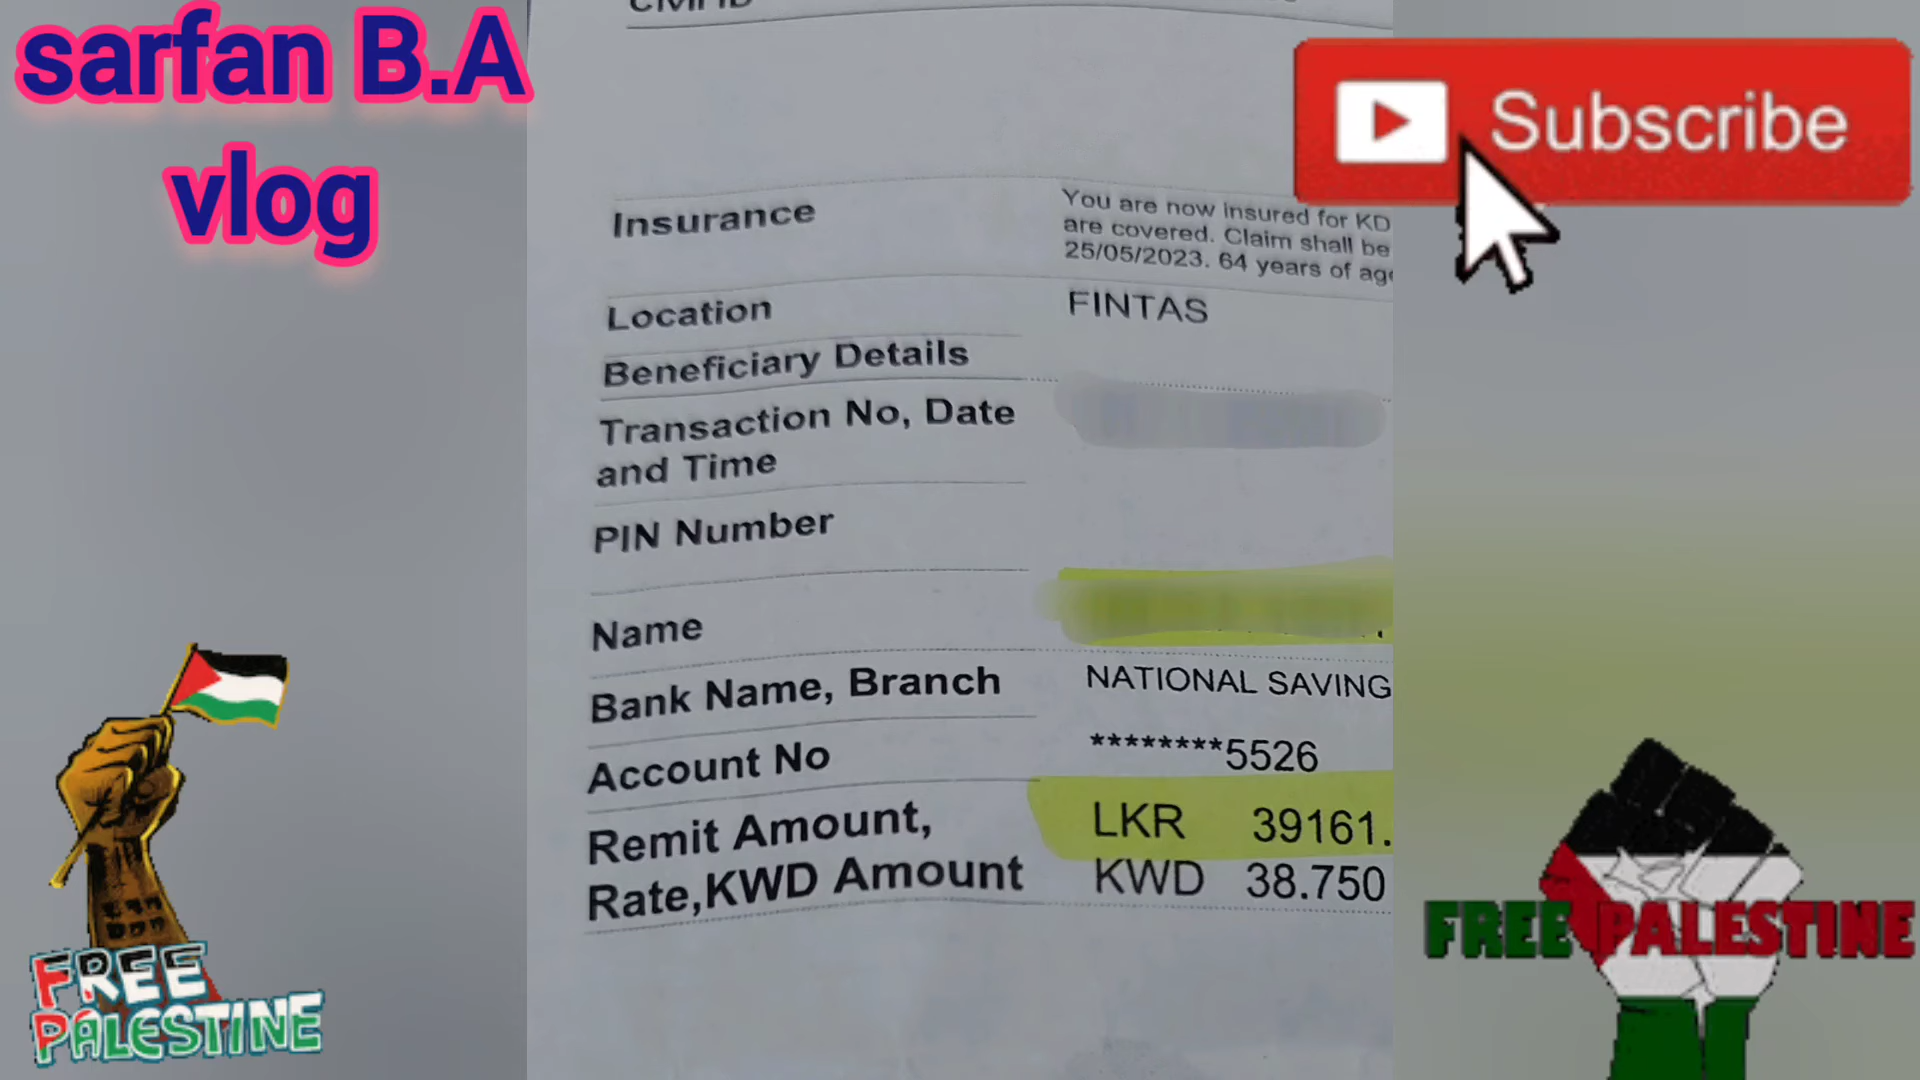 sarfan B.A
vlog
Subscribe
Insurance
You are now insured for KD
are covered. Claim shall be
25/05/2023. 64 years of age
Location
FINTAS
Beneficiary Details
Transaction No, Date
and Time
PIN Number
Name
Bank Name, Branch
NATIONAL SAVING
Account No
********5526
Remit Amount,
LKR 39161.
Rate,KWD Amount
KWD 38.750
FREE
PALESTINE
FREE PALESTINE